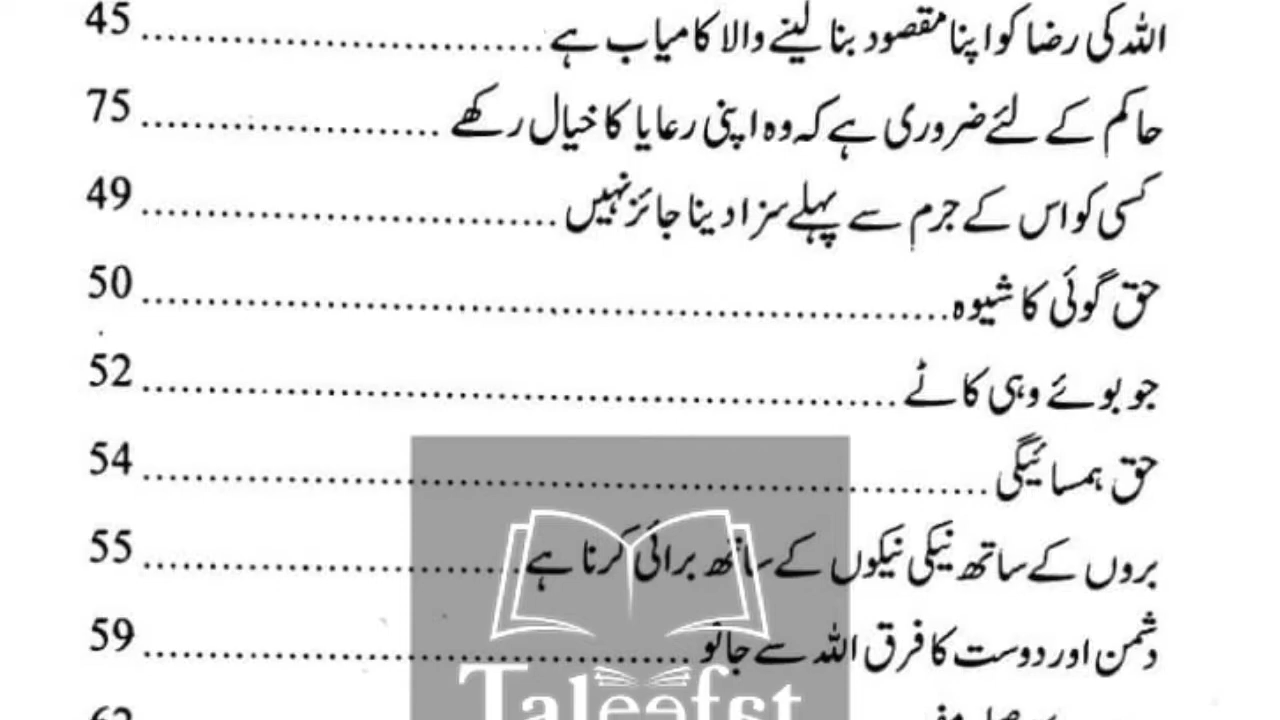 اللہ کی رضا کو اپنا مقصود بنا لینے والا کامیاب ہے ........ 45
حاکم کے لئے ضروری ہے کہ وہ اپنی رعایا کا خیال رکھے ........ 75
کسی کو اس کے جرم سے پہلے سزا دینا جائز نہیں ........ 49
حق گوئی کا شیوہ ........ 50
جو بوئے وہی کاٹے ........ 52
حق ہمسائیگی ........ 54
بروں کے ساتھ نیکی نیکوں کے ساتھ برائی کرنا ہے ........ 55
دشمن اور دوست کا فرق اللہ سے جانو ........ 59
Taleefat
62